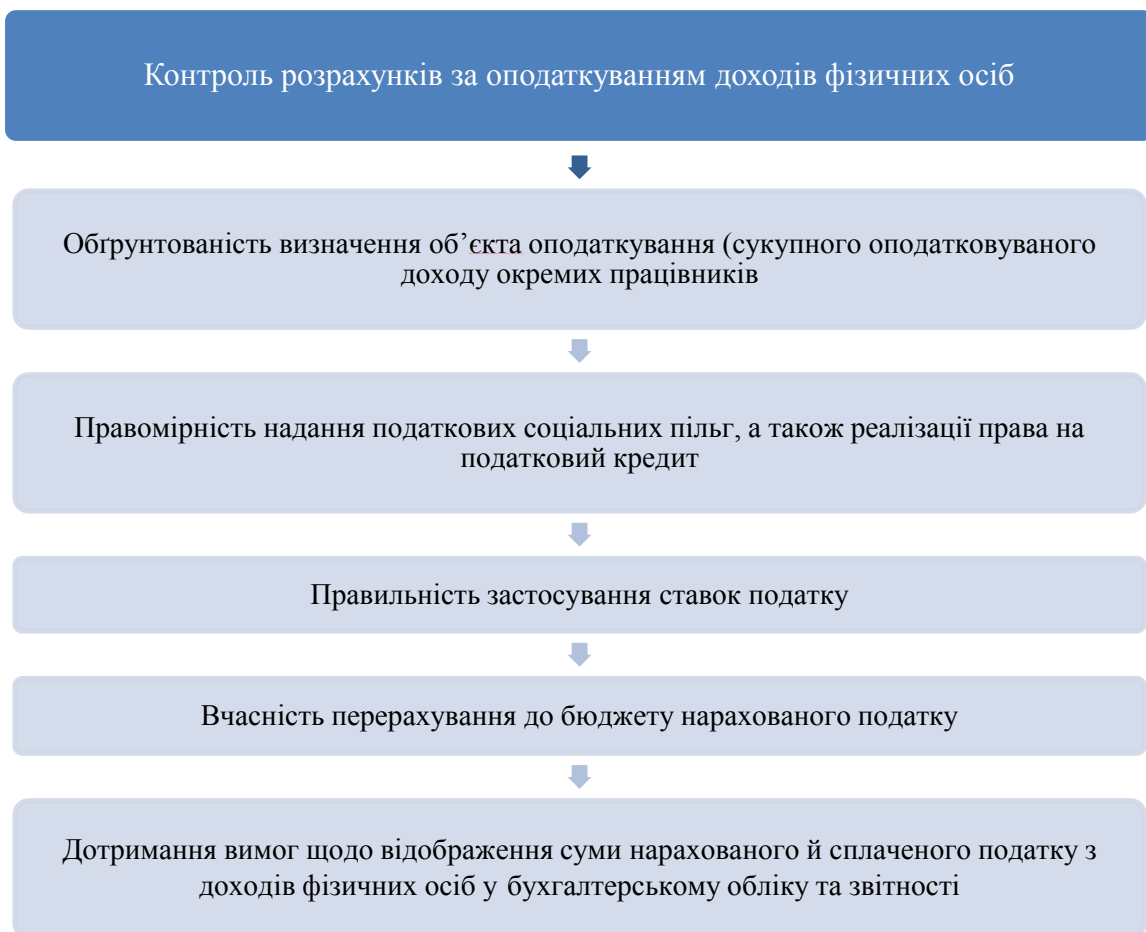 Контроль розрахунків за оподаткуванням доходів фізичних осіб
Обґрунтованість визначення об’єкта оподаткування (сукупного оподатковуваного
доходу окремих працівників
Правомірність надання податкових соціальних пільг, а також реалізації права на
податковий кредит
Правильність застосування ставок податку
Вчасність перерахування до бюджету нарахованого податку
Дотримання вимог щодо відображення суми нарахованого й сплаченого податку з
доходів фізичних осіб у бухгалтерському обліку та звітності